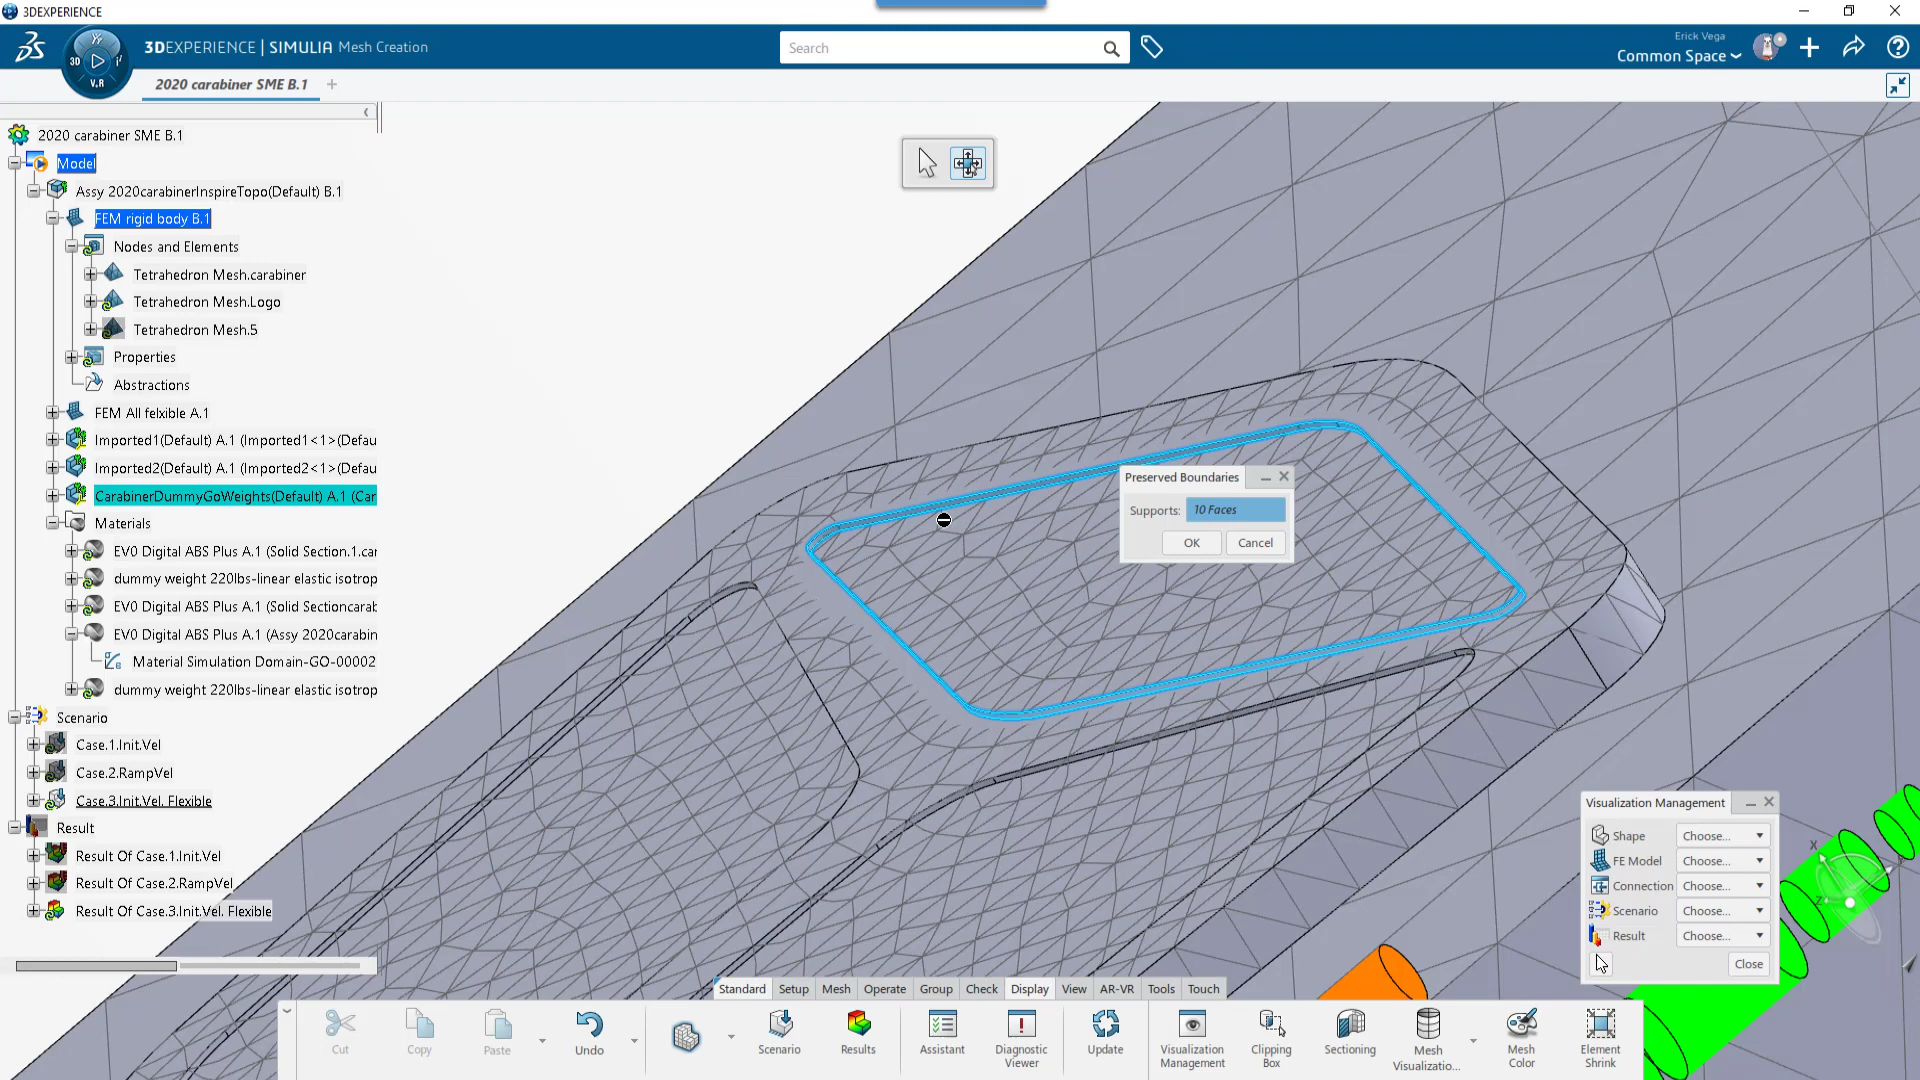 3DEXPERIENCE
3DEXPERIENCE | SIMULIA Mesh Creation
3D
V.R
Search
Erick Vega
Common Space
2020 carabiner SME B.1
2020 carabiner SME B.1
Model
Assy 2020carabinerInspireTopo(Default) B.1
FEM rigid body B.1
Nodes and Elements
Tetrahedron Mesh.carabiner
Tetrahedron Mesh.Logo
Tetrahedron Mesh.5
Properties
Abstractions
FEM All felxible A.1
Imported1(Default) A.1 (Imported1<1>(Defau
Imported2(Default) A.1 (Imported2<1>(Defau
CarabinerDummyGoWeights(Default) A.1 (Car
Materials
EV0 Digital ABS Plus A.1 (Solid Section.1.car
dummy weight 220lbs-linear elastic isotrop
EV0 Digital ABS Plus A.1 (Solid Sectioncarab
EV0 Digital ABS Plus A.1 (Assy 2020carabin
Material Simulation Domain-GO-00002
dummy weight 220lbs-linear elastic isotrop
Scenario
Case.1.Init.Vel
Case.2.RampVel
Case.3.Init.Vel. Flexible
Result
Result Of Case.1.Init.Vel
Result Of Case.2.RampVel
Result Of Case.3.Init.Vel. Flexible
Preserved Boundaries
Supports: 10 Faces
OK Cancel
Visualization Management
Shape Choose...
FE Model Choose...
Connection Choose...
Scenario Choose...
Result Choose...
Close
X
Z
Standard Setup Mesh Operate Group Check Display View AR-VR Tools Touch
Cut Copy Paste Undo Scenario Results Assistant Diagnostic Viewer Update Visualization Management Clipping Box Sectioning Mesh Visualizatio... Mesh Color Element Shrink